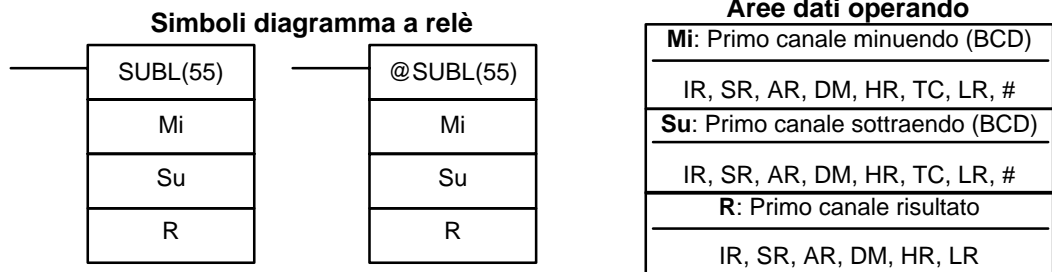 Simboli diagramma a relè
SUBL(55)
Mi
Su
R
@SUBL(55)
Mi
Su
R
Aree dati operando
Mi: Primo canale minuendo (BCD)
IR, SR, AR, DM, HR, TC, LR, #
Su: Primo canale sottraendo (BCD)
IR, SR, AR, DM, HR, TC, LR, #
R: Primo canale risultato
IR, SR, AR, DM, HR, LR